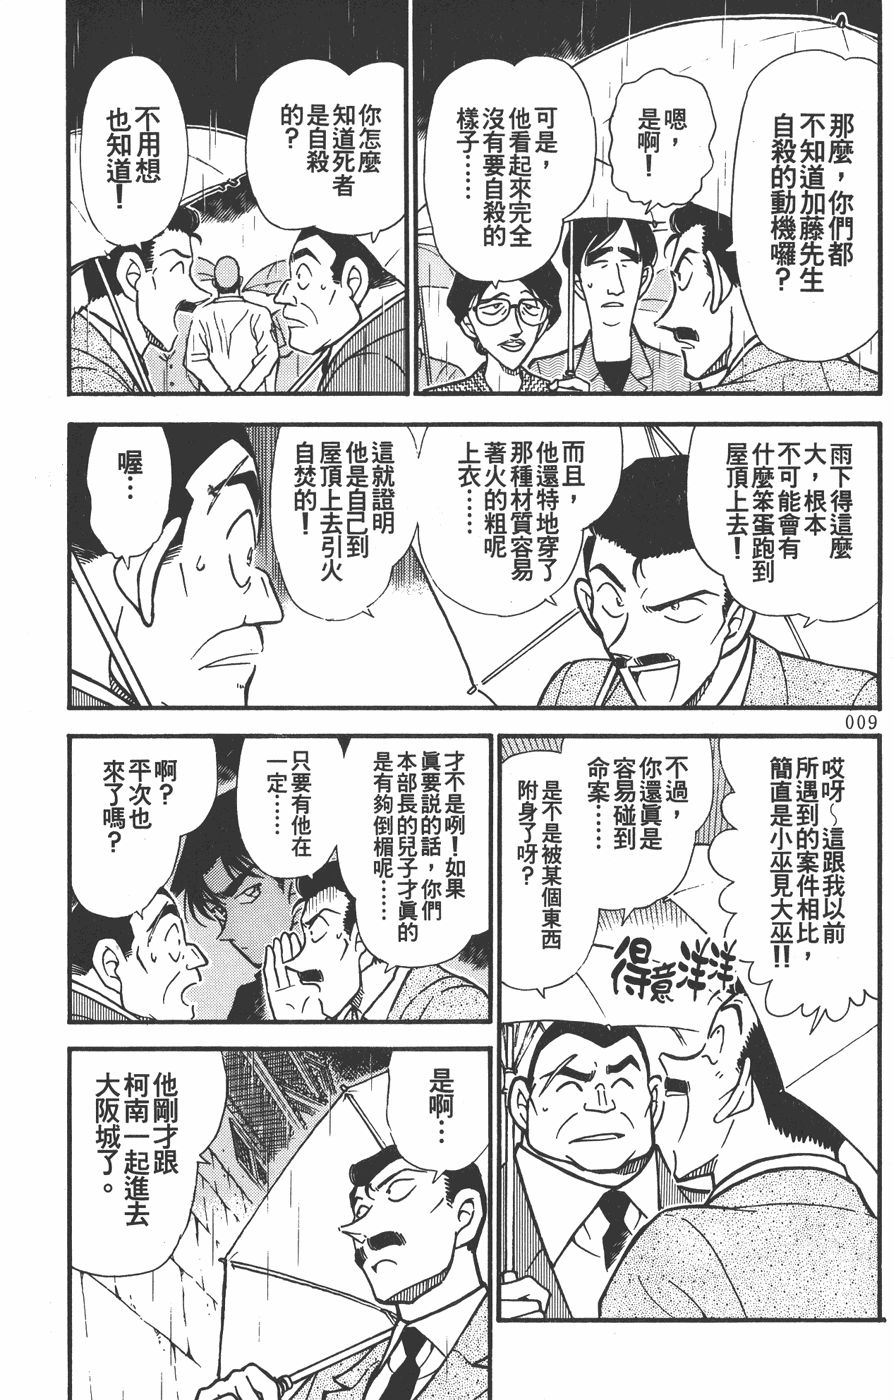 那麼，你們都
不知道加藤先生
自殺的動機囉？
嗯，
是啊！
可是，
他看起來完全
沒有要自殺的
樣子……
你怎麼
知道死者
是自殺
的？
不用想
也知道！
雨下得這麼
大，根本
不可能會有
什麼笨蛋跑到
屋頂上去！
而且，
他還特地穿了
那種材質容易
著火的粗呢
上衣……
這就證明
他是自己到
屋頂上去引火
自焚的！
喔…
009
哎呀～這跟我以前
所遇到的案件相比，
簡直是小巫見大巫!!
不過，
你還真是
容易碰到
命案……
是不是被某個東西
附身了呀？
得意洋洋
才不是咧！如果
真要說的話，你們
本部長的兒子才真的
是有夠倒楣呢……
只要有他在
一定……
啊？
平次也
來了嗎？
是啊…
他剛才跟
柯南一起進去
大阪城了。